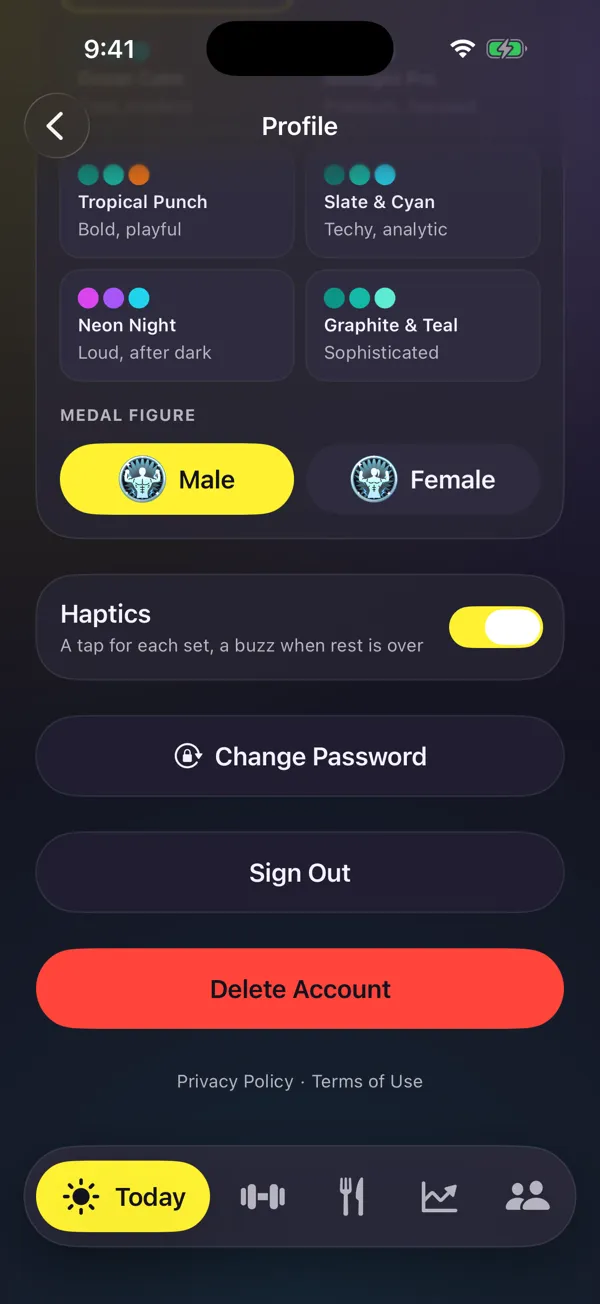 9:41
Profile
Tropical Punch
Bold, playful
Slate & Cyan
Techy, analytic
Neon Night
Loud, after dark
Graphite & Teal
Sophisticated
MEDAL FIGURE
Male
Female
Haptics
A tap for each set, a buzz when rest is over
Change Password
Sign Out
Delete Account
Privacy Policy · Terms of Use
Today